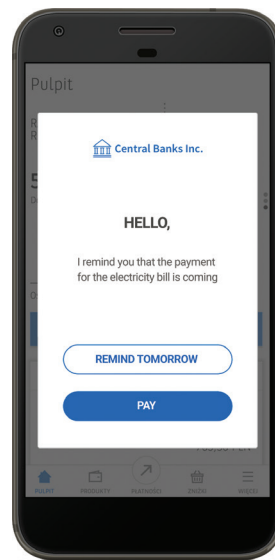 Pulpit
Central Banks Inc.
HELLO,
I remind you that the payment
for the electricity bill is coming
REMIND TOMORROW
PAY
PULPIT
PRODUKTY
PŁATNOŚCI
WIĘCEJ